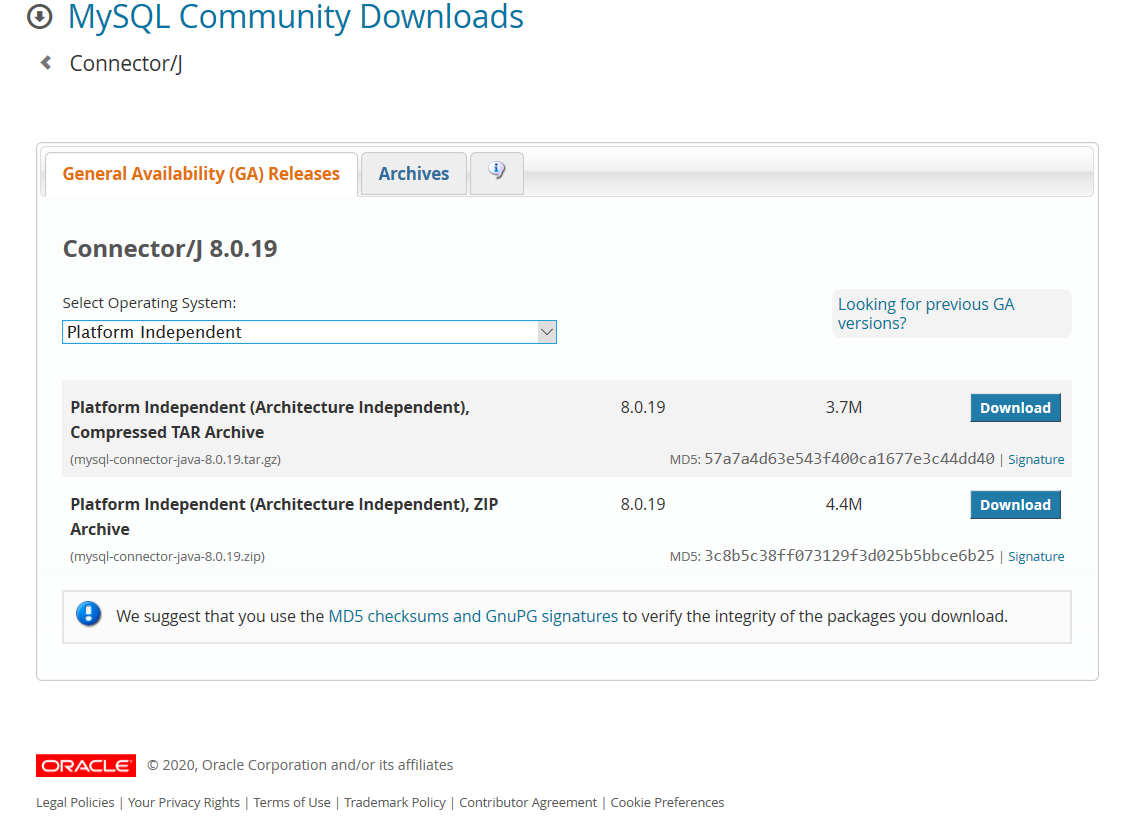 MySQL Community Downloads
Connector/J
General Availability (GA) Releases Archives
Connector/J 8.0.19
Select Operating System:
Looking for previous GA
versions?
Platform Independent
Platform Independent (Architecture Independent), 8.0.19 3.7M Download
Compressed TAR Archive
(mysql-connector-java-8.0.19.tar.gz) MD5: 57a7a4d63e543f400ca1677e3c44dd40 | Signature
Platform Independent (Architecture Independent), ZIP 8.0.19 4.4M Download
Archive
(mysql-connector-java-8.0.19.zip) MD5: 3c8b5c38ff073129f3d025b5bbce6b25 | Signature
We suggest that you use the MD5 checksums and GnuPG signatures to verify the integrity of the packages you download.
ORACLE © 2020, Oracle Corporation and/or its affiliates
Legal Policies | Your Privacy Rights | Terms of Use | Trademark Policy | Contributor Agreement | Cookie Preferences